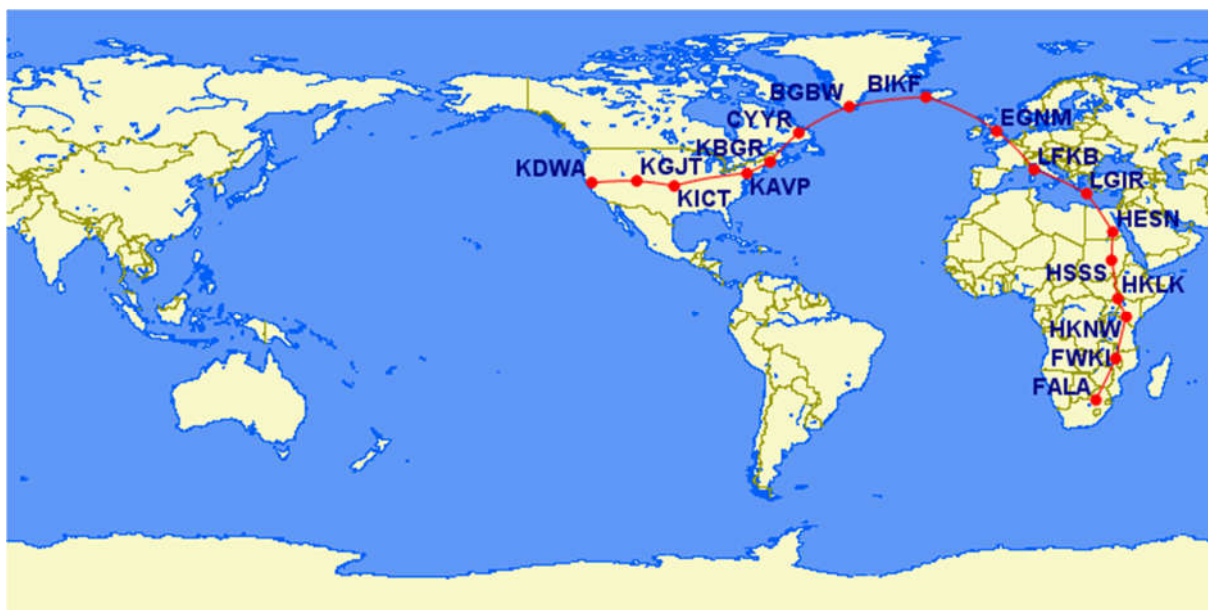 BGBW
BIKF
CYYR
EGNM
KBGR
LFKB
KDWA
KGJT
KAVP
LGIR
KICT
HESN
HSSS
HKLK
HKNW
FWKI
FALA